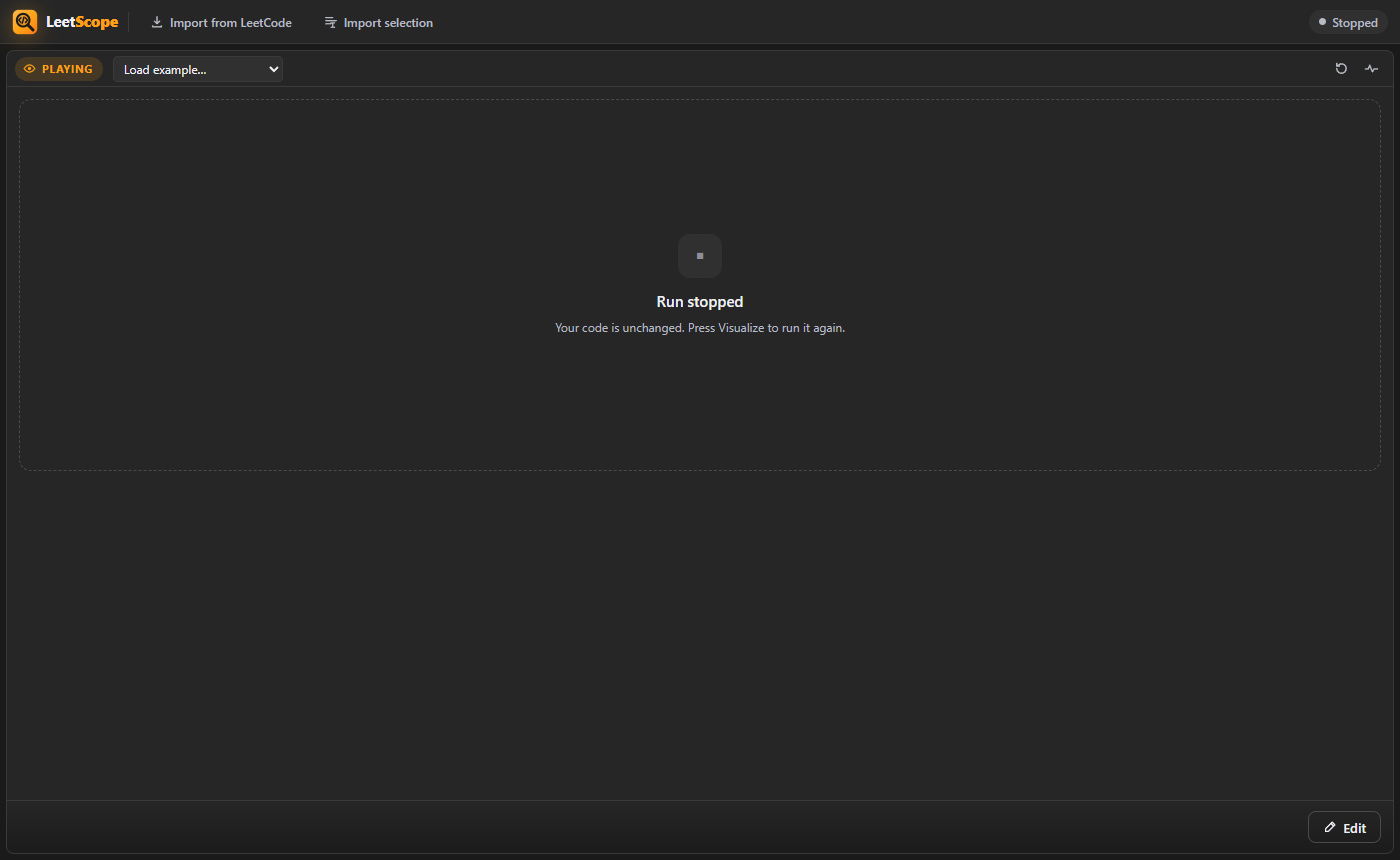 LeetScope
Import from LeetCode
Import selection
Stopped
PLAYING
Load example...
Run stopped
Your code is unchanged. Press Visualize to run it again.
Edit